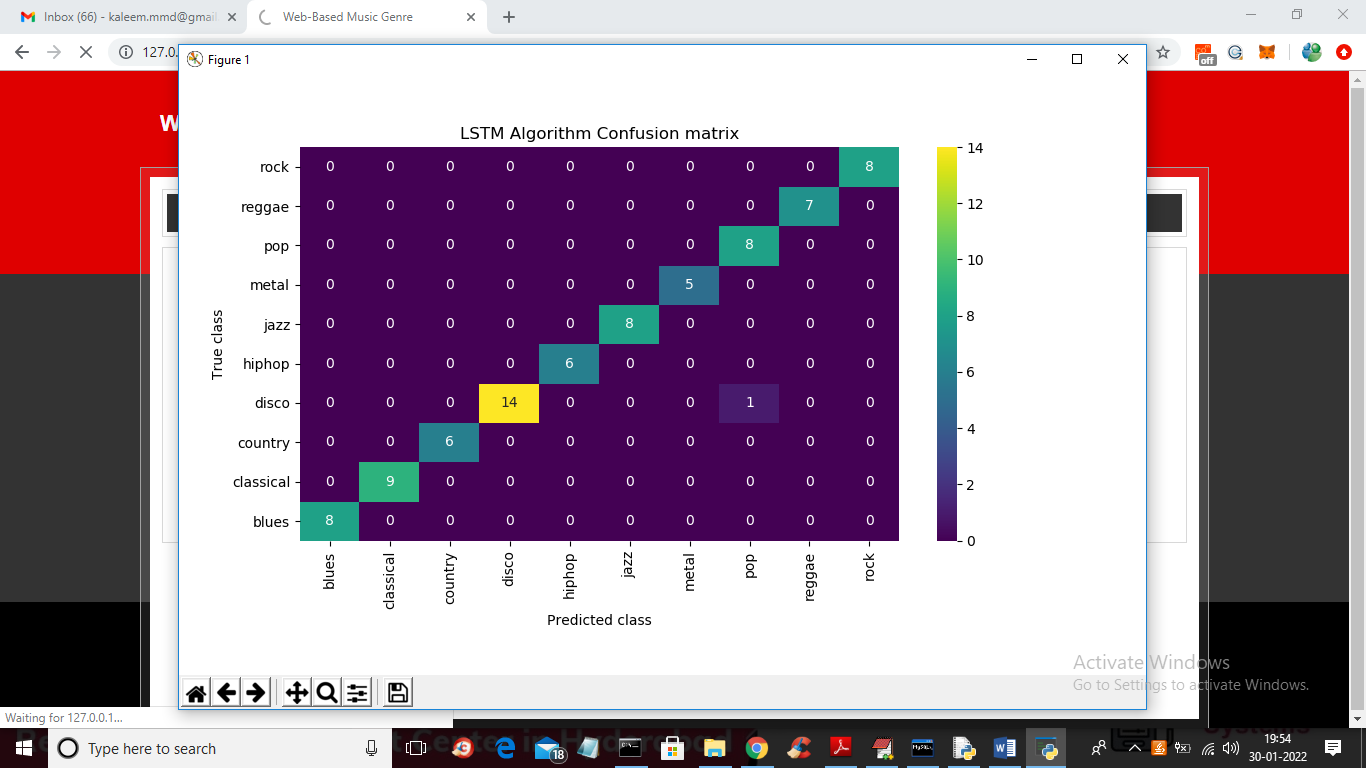 Inbox (66) - kaleem.mmd@gmai
Web-Based Music Genre
127.0.
off
Figure 1
W
LSTM Algorithm Confusion matrix
rock 0 0 0 0 0 0 0 0 0 8
reggae 0 0 0 0 0 0 0 0 7 0
pop 0 0 0 0 0 0 0 8 0 0
metal 0 0 0 0 0 0 5 0 0 0
jazz 0 0 0 0 0 8 0 0 0 0
hiphop 0 0 0 0 6 0 0 0 0 0
disco 0 0 0 14 0 0 0 1 0 0
country 0 0 6 0 0 0 0 0 0 0
classical 0 9 0 0 0 0 0 0 0 0
blues 8 0 0 0 0 0 0 0 0 0
True class
blues classical country disco hiphop jazz metal pop reggae rock
Predicted class
14
12
10
8
6
4
2
0
Activate Windows
Go to Settings to activate Windows.
Waiting for 127.0.0.1...
Type here to search
18
19:54
30-01-2022